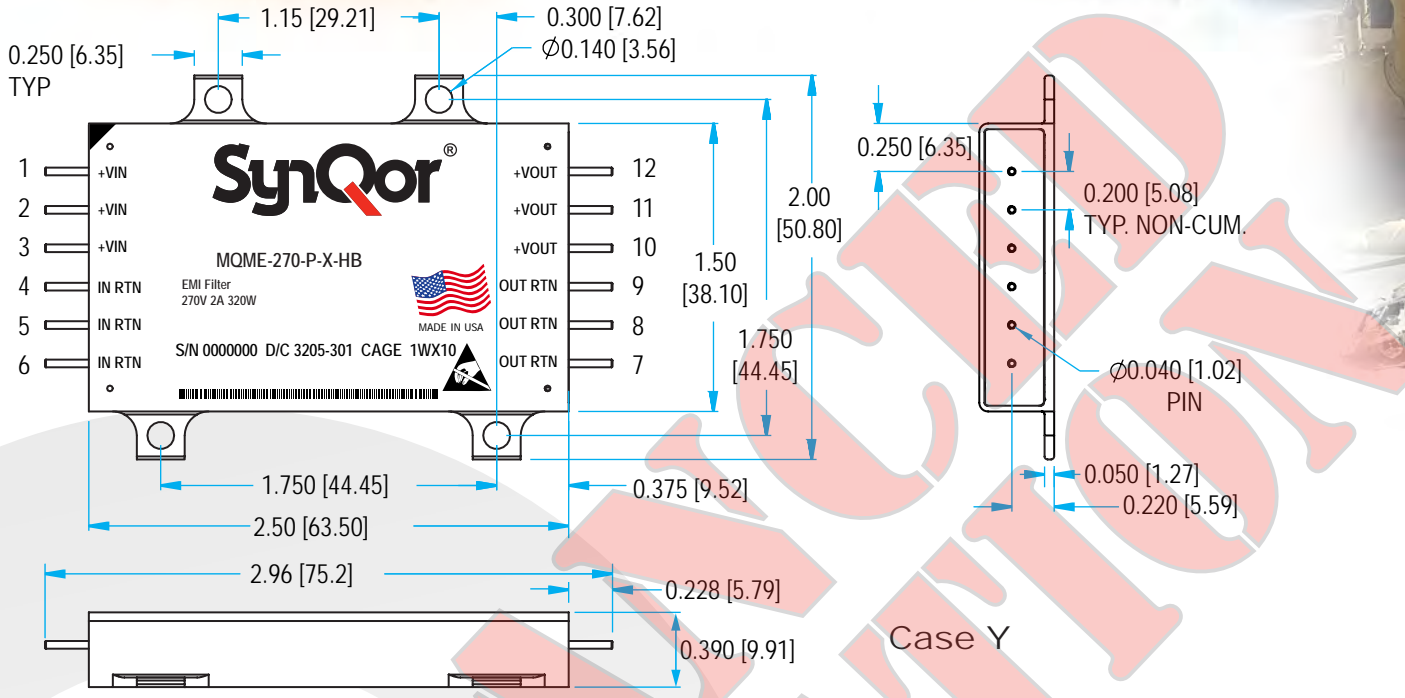 1.15 [29.21]
0.300 [7.62]
0.250 [6.35]
TYP
Ø0.140 [3.56]
SynQor®
1
+VIN
+VOUT
12
2
+VIN
+VOUT
11
3
+VIN
+VOUT
10
MQME-270-P-X-HB
4
IN RTN
EMI Filter
270V 2A 320W
OUT RTN
9
5
IN RTN
MADE IN USA
OUT RTN
8
6
IN RTN
S/N 0000000 D/C 3205-301 CAGE 1WX10
OUT RTN
7
2.00
[50.80]
1.50
[38.10]
1.750
[44.45]
1.750 [44.45]
0.375 [9.52]
2.50 [63.50]
2.96 [75.2]
0.228 [5.79]
0.390 [9.91]
0.250 [6.35]
0.200 [5.08]
TYP. NON-CUM.
Ø0.040 [1.02]
PIN
0.050 [1.27]
0.220 [5.59]
Case Y